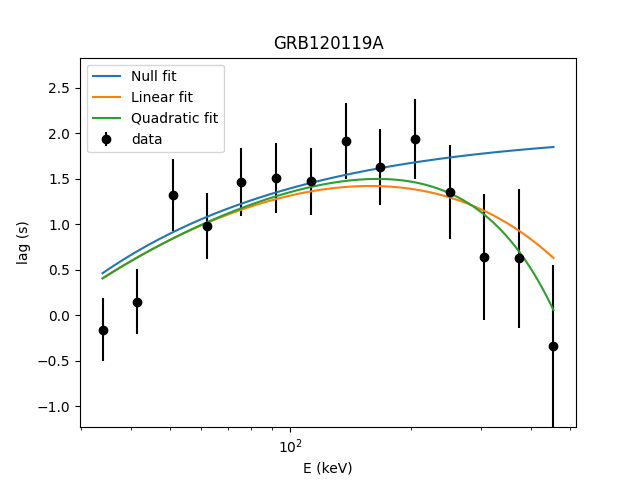 GRB120119A
Null fit
Linear fit
Quadratic fit
data
2.5
2.0
1.5
1.0
0.5
0.0
−0.5
−1.0
lag (s)
10²
E (keV)